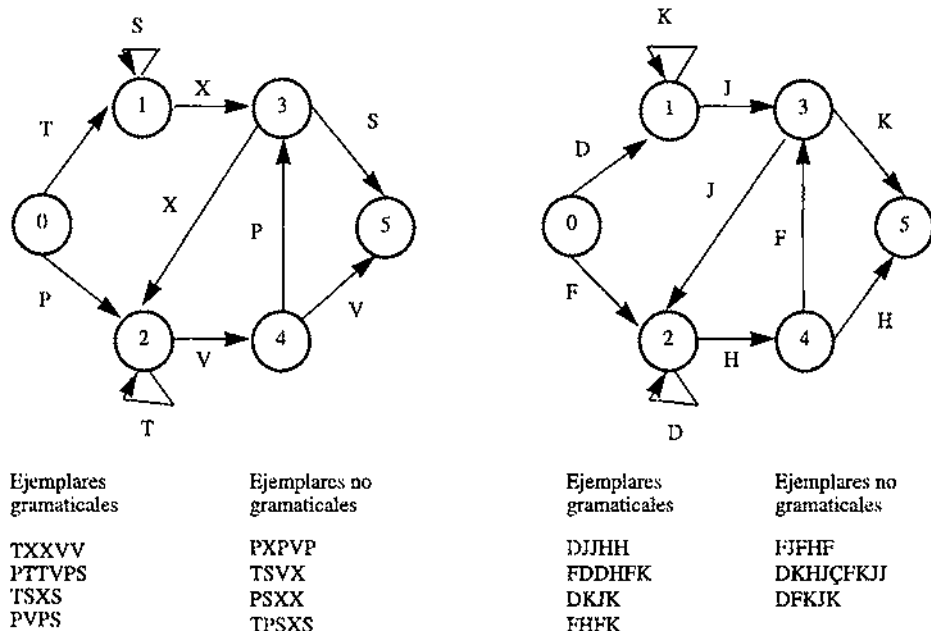 S
1
X
3
T
S
X
0
P
5
P
V
2
V
4
T
K
1
J
3
D
K
J
0
F
5
F
H
2
H
4
D
Ejemplares
gramaticales
TXXVV
PTTVPS
TSXS
PVPS
Ejemplares no
gramaticales
PXPVP
TSVX
PSXX
TPSXS
Ejemplares
gramaticales
DJJHH
FDDHFK
DKJK
FHFK
Ejemplares no
gramaticales
FJFHF
DKHJÇFKJJ
DFKJK